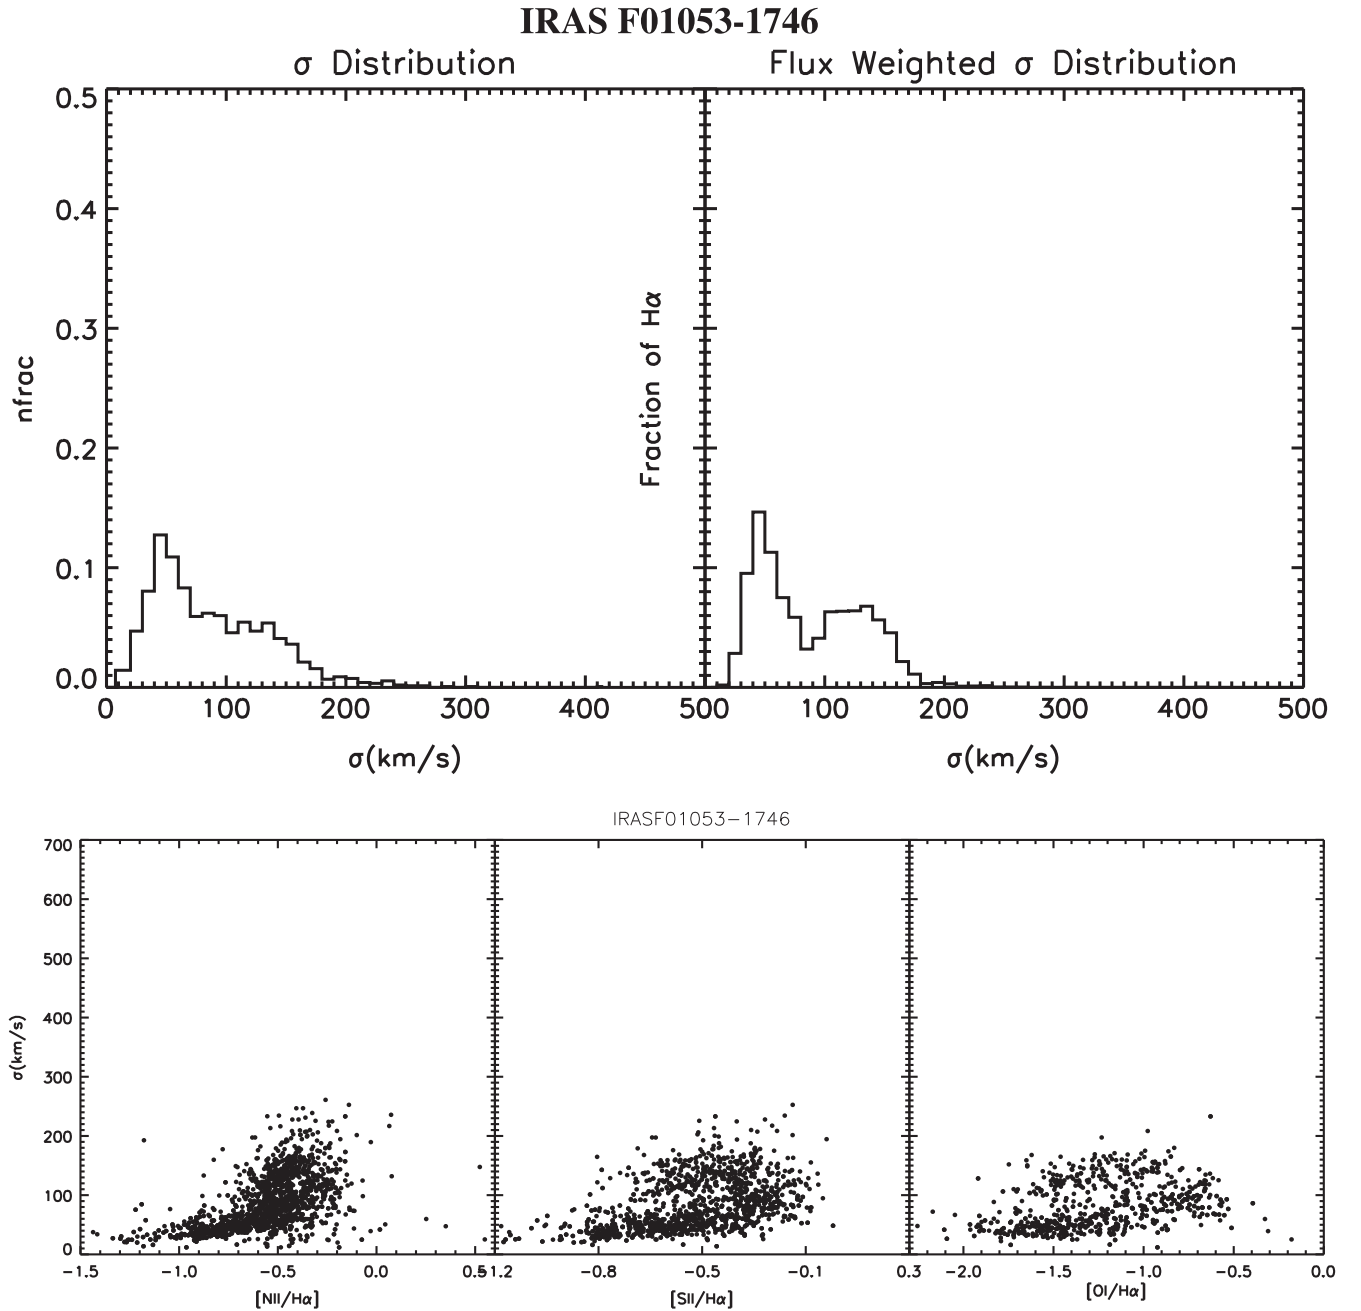 IRAS F01053-1746
σ Distribution
Flux Weighted σ Distribution
nfrac
0.5
0.4
0.3
0.2
0.1
0.0
Fraction of Hα
0 100 200 300 400 500 100 200 300 400 500
σ(km/s)
σ(km/s)
IRASF01053−1746
σ(km/s)
700
600
500
400
300
200
100
0
−1.5 −1.0 −0.5 0.0 0.5 −1.2 −0.8 −0.5 −0.1 0.3 −2.0 −1.5 −1.0 −0.5 0.0
[NII/Hα]
[SII/Hα]
[OI/Hα]